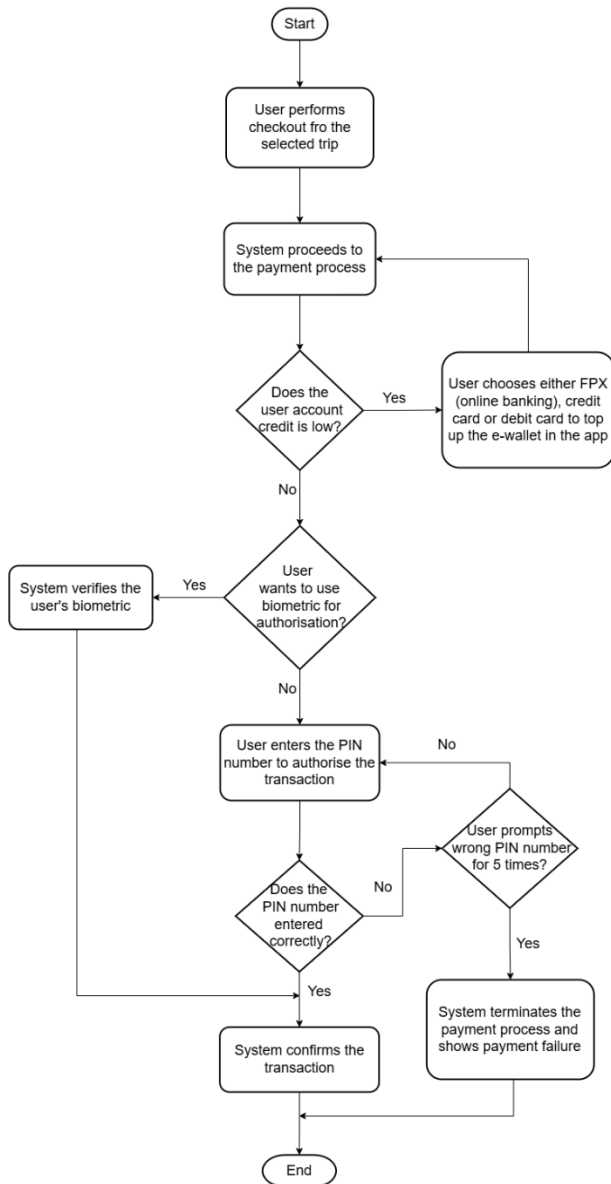 Start
User performs
checkout fro the
selected trip
System proceeds to
the payment process
Does the
user account
credit is low?
Yes
User chooses either FPX
(online banking), credit
card or debit card to top
up the e-wallet in the app
No
User
wants to use
biometric for
authorisation?
Yes
System verifies the
user's biometric
No
User enters the PIN
number to authorise the
transaction
No
User prompts
wrong PIN number
for 5 times?
Does the
PIN number
entered
correctly?
No
Yes
Yes
System terminates the
payment process and
shows payment failure
System confirms the
transaction
End